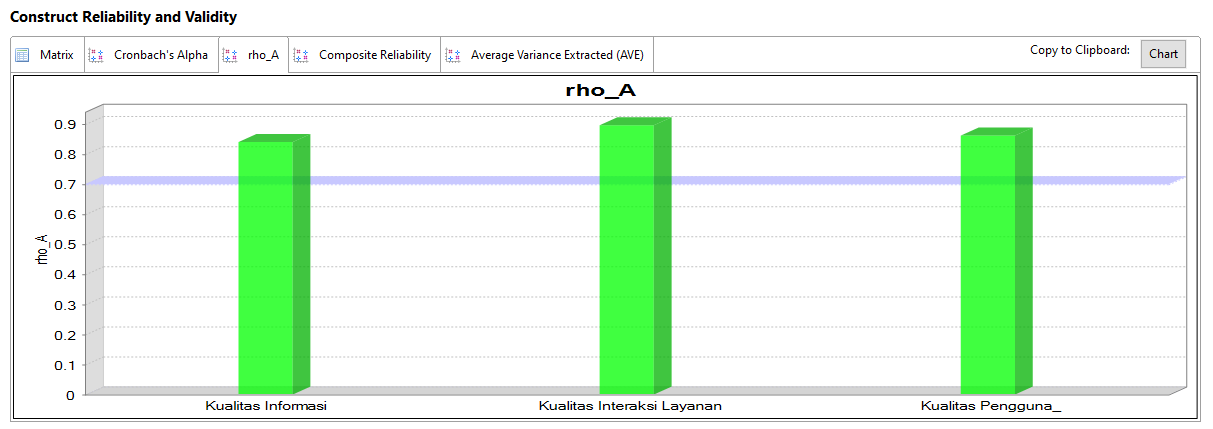 Construct Reliability and Validity
Matrix Cronbach's Alpha rho_A Composite Reliability Average Variance Extracted (AVE) Copy to Clipboard: Chart
rho_A
0.9
0.8
0.7
0.6
0.5
0.4
0.3
0.2
0.1
0
rho_A
Kualitas Informasi Kualitas Interaksi Layanan Kualitas Pengguna_